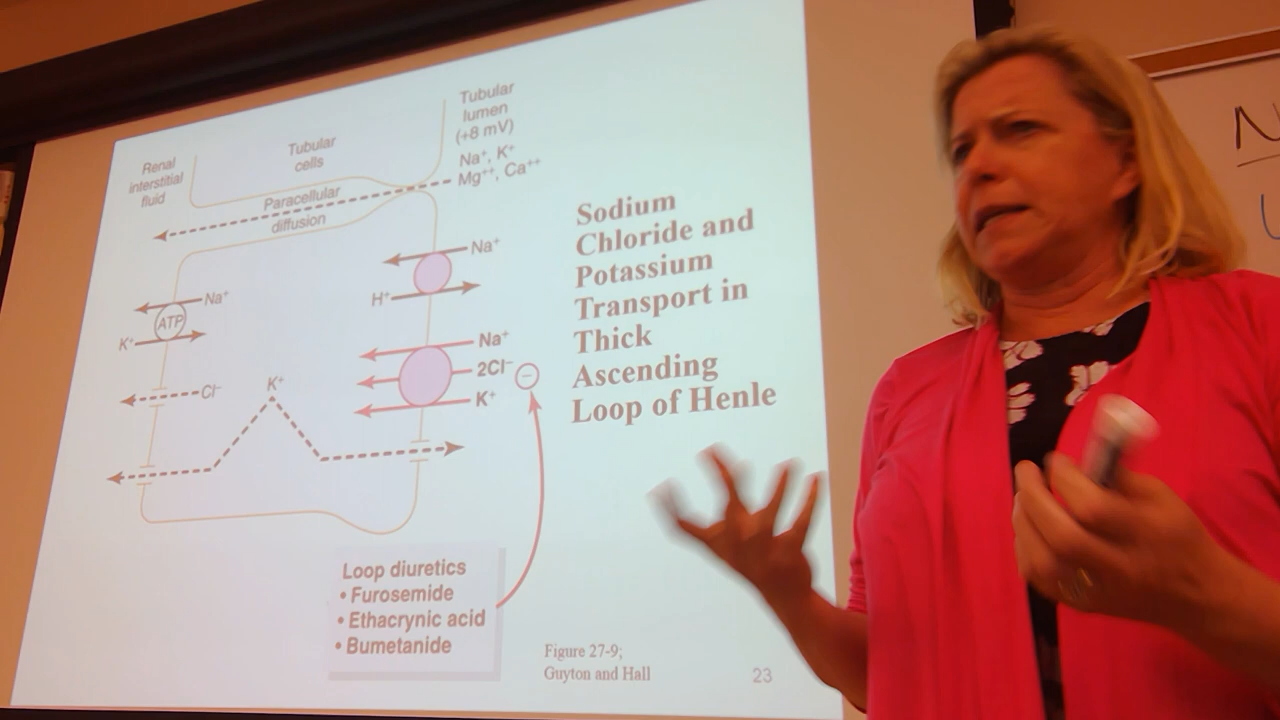 Tubular
lumen
(+8 mV)
Na⁺, K⁺
Mg⁺⁺, Ca⁺⁺
Tubular
cells
Renal
interstitial
fluid
Paracellular
diffusion
Na⁺
H⁺
Na⁺
ATP
K⁺
Na⁺
2Cl⁻
K⁺
−
Cl⁻
K⁺
Sodium
Chloride and
Potassium
Transport in
Thick
Ascending
Loop of Henle
Loop diuretics
• Furosemide
• Ethacrynic acid
• Bumetanide
Figure 27-9;
Guyton and Hall
23